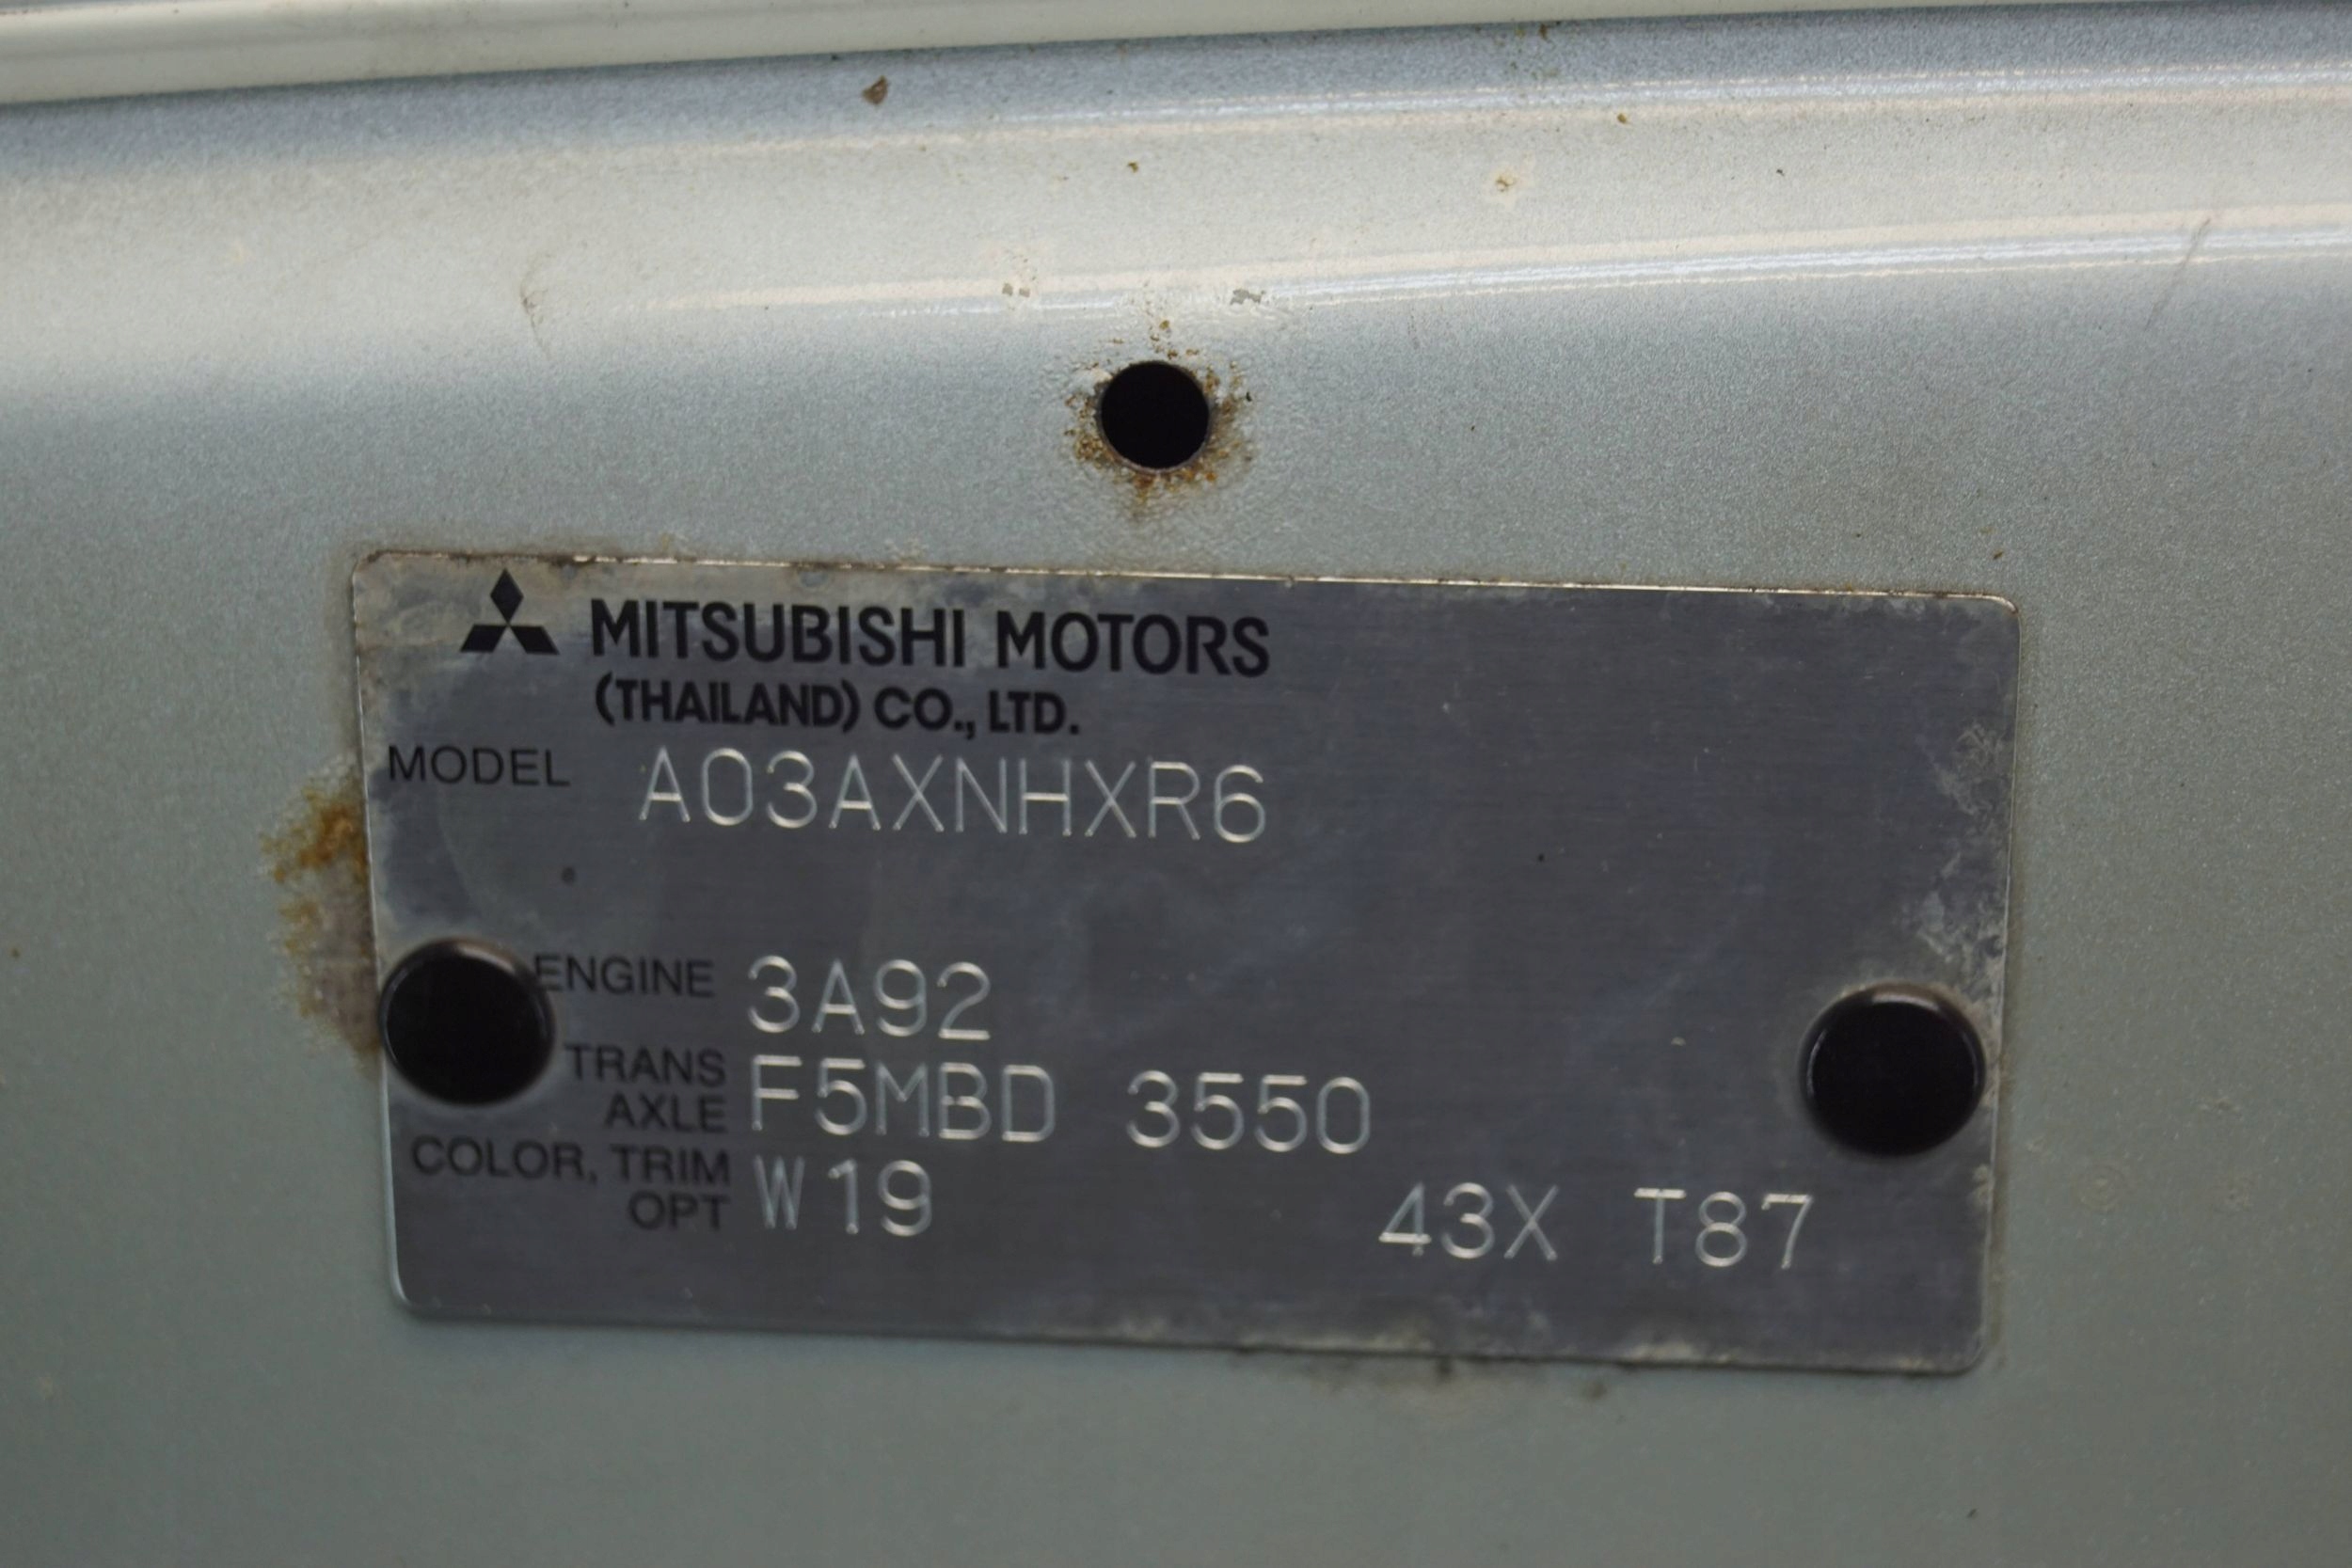 MITSUBISHI MOTORS
(THAILAND) CO., LTD.
MODEL A03AXNHXR6
ENGINE 3A92
TRANS AXLE F5MBD 3550
COLOR, TRIM OPT W19 43X T87